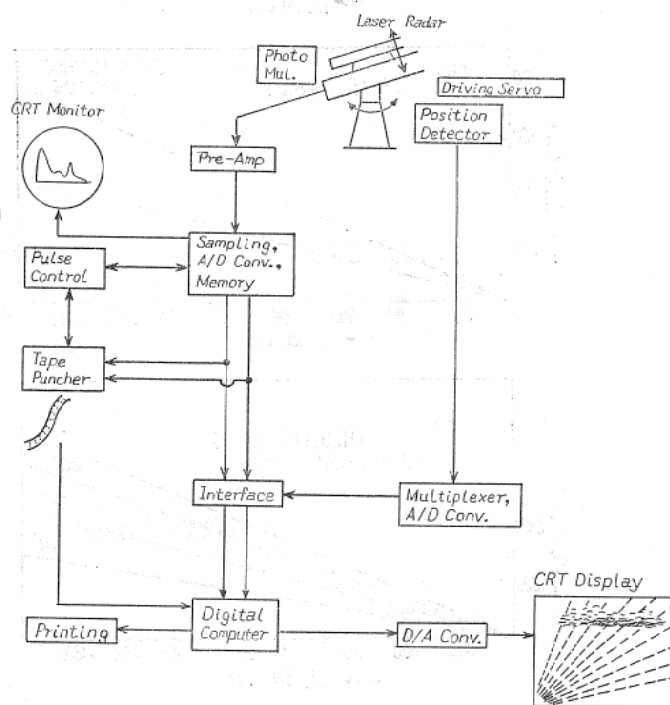 Laser Radar
Photo
Mul.
Driving Servo
CRT Monitor
Position
Detector
Pre-Amp
Sampling,
A/D Conv.,
Memory
Pulse
Control
Tape
Puncher
Interface
Multiplexer,
A/D Conv.
CRT Display
Digital
Computer
Printing
D/A Conv.